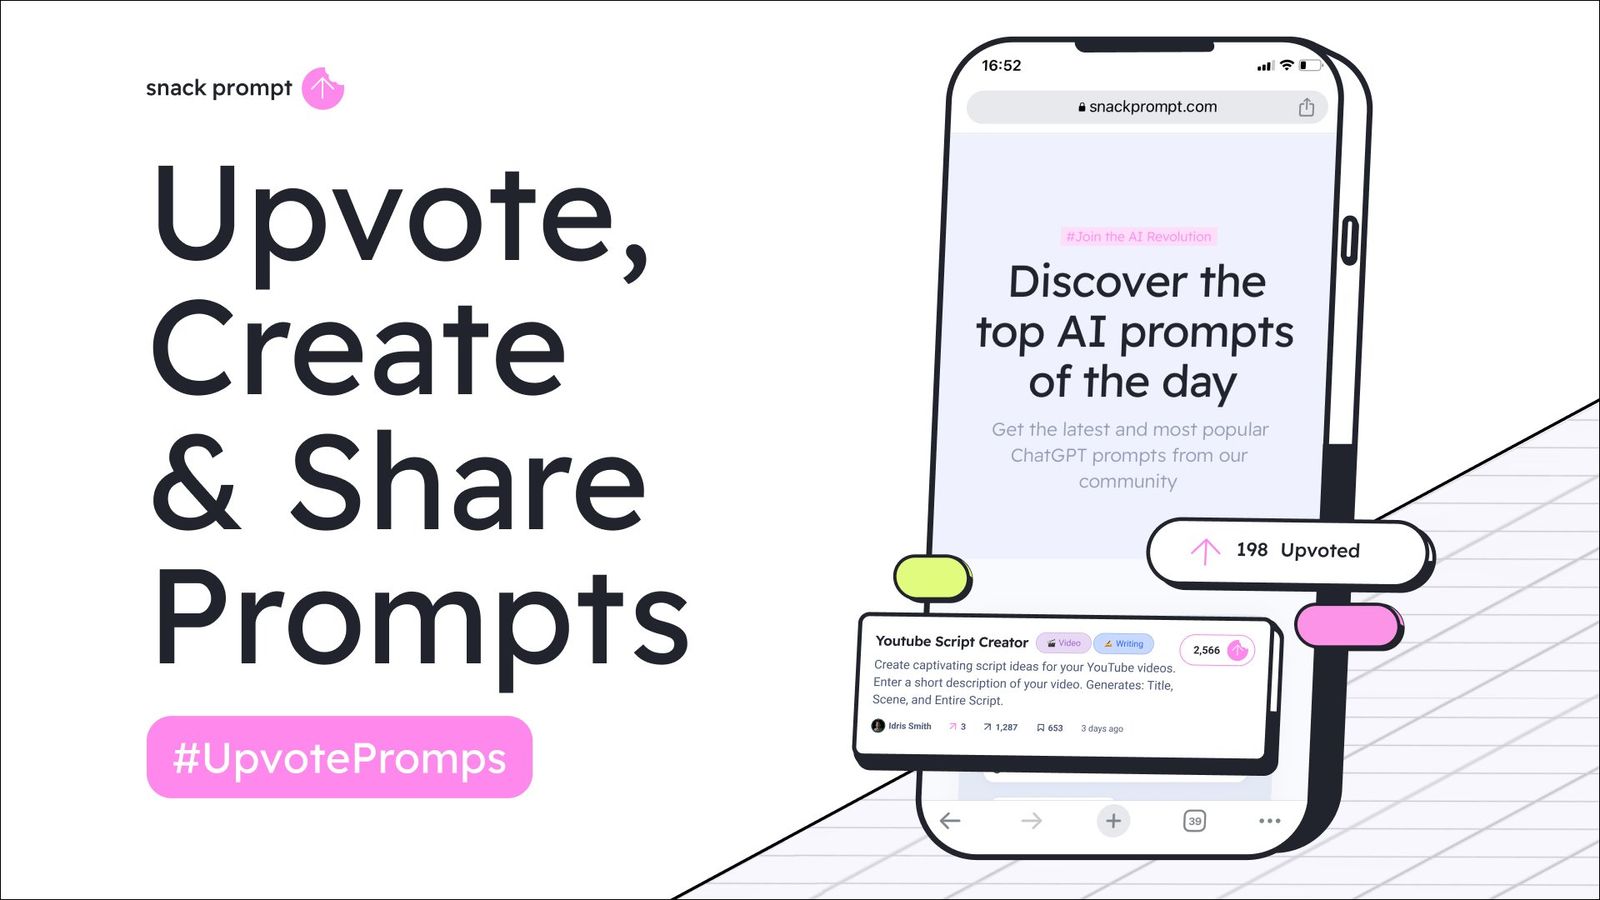 snack prompt
Upvote,
Create
& Share
Prompts
#UpvotePromps
16:52
snackprompt.com
#Join the AI Revolution
Discover the
top AI prompts
of the day
Get the latest and most popular
ChatGPT prompts from our
community
198 Upvoted
Youtube Script Creator Video Writing 2,566
Create captivating script ideas for your YouTube videos.
Enter a short description of your video. Generates: Title,
Scene, and Entire Script.
Idris Smith 3 1,287 653 3 days ago
39